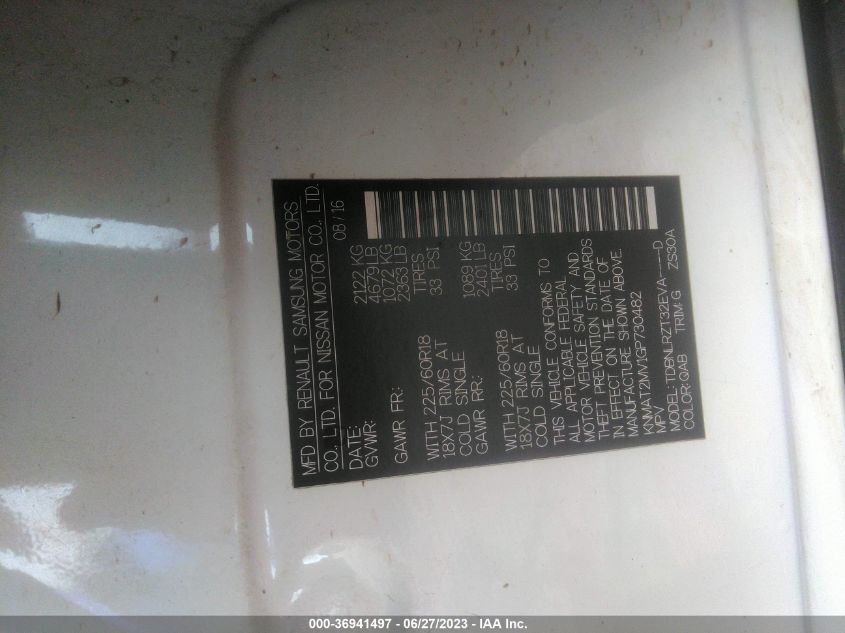 MFD BY RENAULT SAMSUNG MOTORS
CO., LTD. FOR NISSAN MOTOR CO., LTD.
DATE: 08/16
GVWR: 2122 KG
4679 LB
GAWR FR: 1072 KG
2363 LB
WITH 225/60R18 TIRES
18X7J RIMS AT 33 PSI
COLD SINGLE
GAWR RR: 1089 KG
2401 LB
WITH 225/60R18 TIRES
18X7J RIMS AT 33 PSI
COLD SINGLE
THIS VEHICLE CONFORMS TO
ALL APPLICABLE FEDERAL
MOTOR VEHICLE SAFETY AND
THEFT PREVENTION STANDARDS
IN EFFECT ON THE DATE OF
MANUFACTURE SHOWN ABOVE.
KNMAT2MV1GP730482
MPV
MODEL: TDBNLRZT32EVA-----D
COLOR: QAB TRIM: G ZS30A
000-36941497 - 06/27/2023 - IAA Inc.